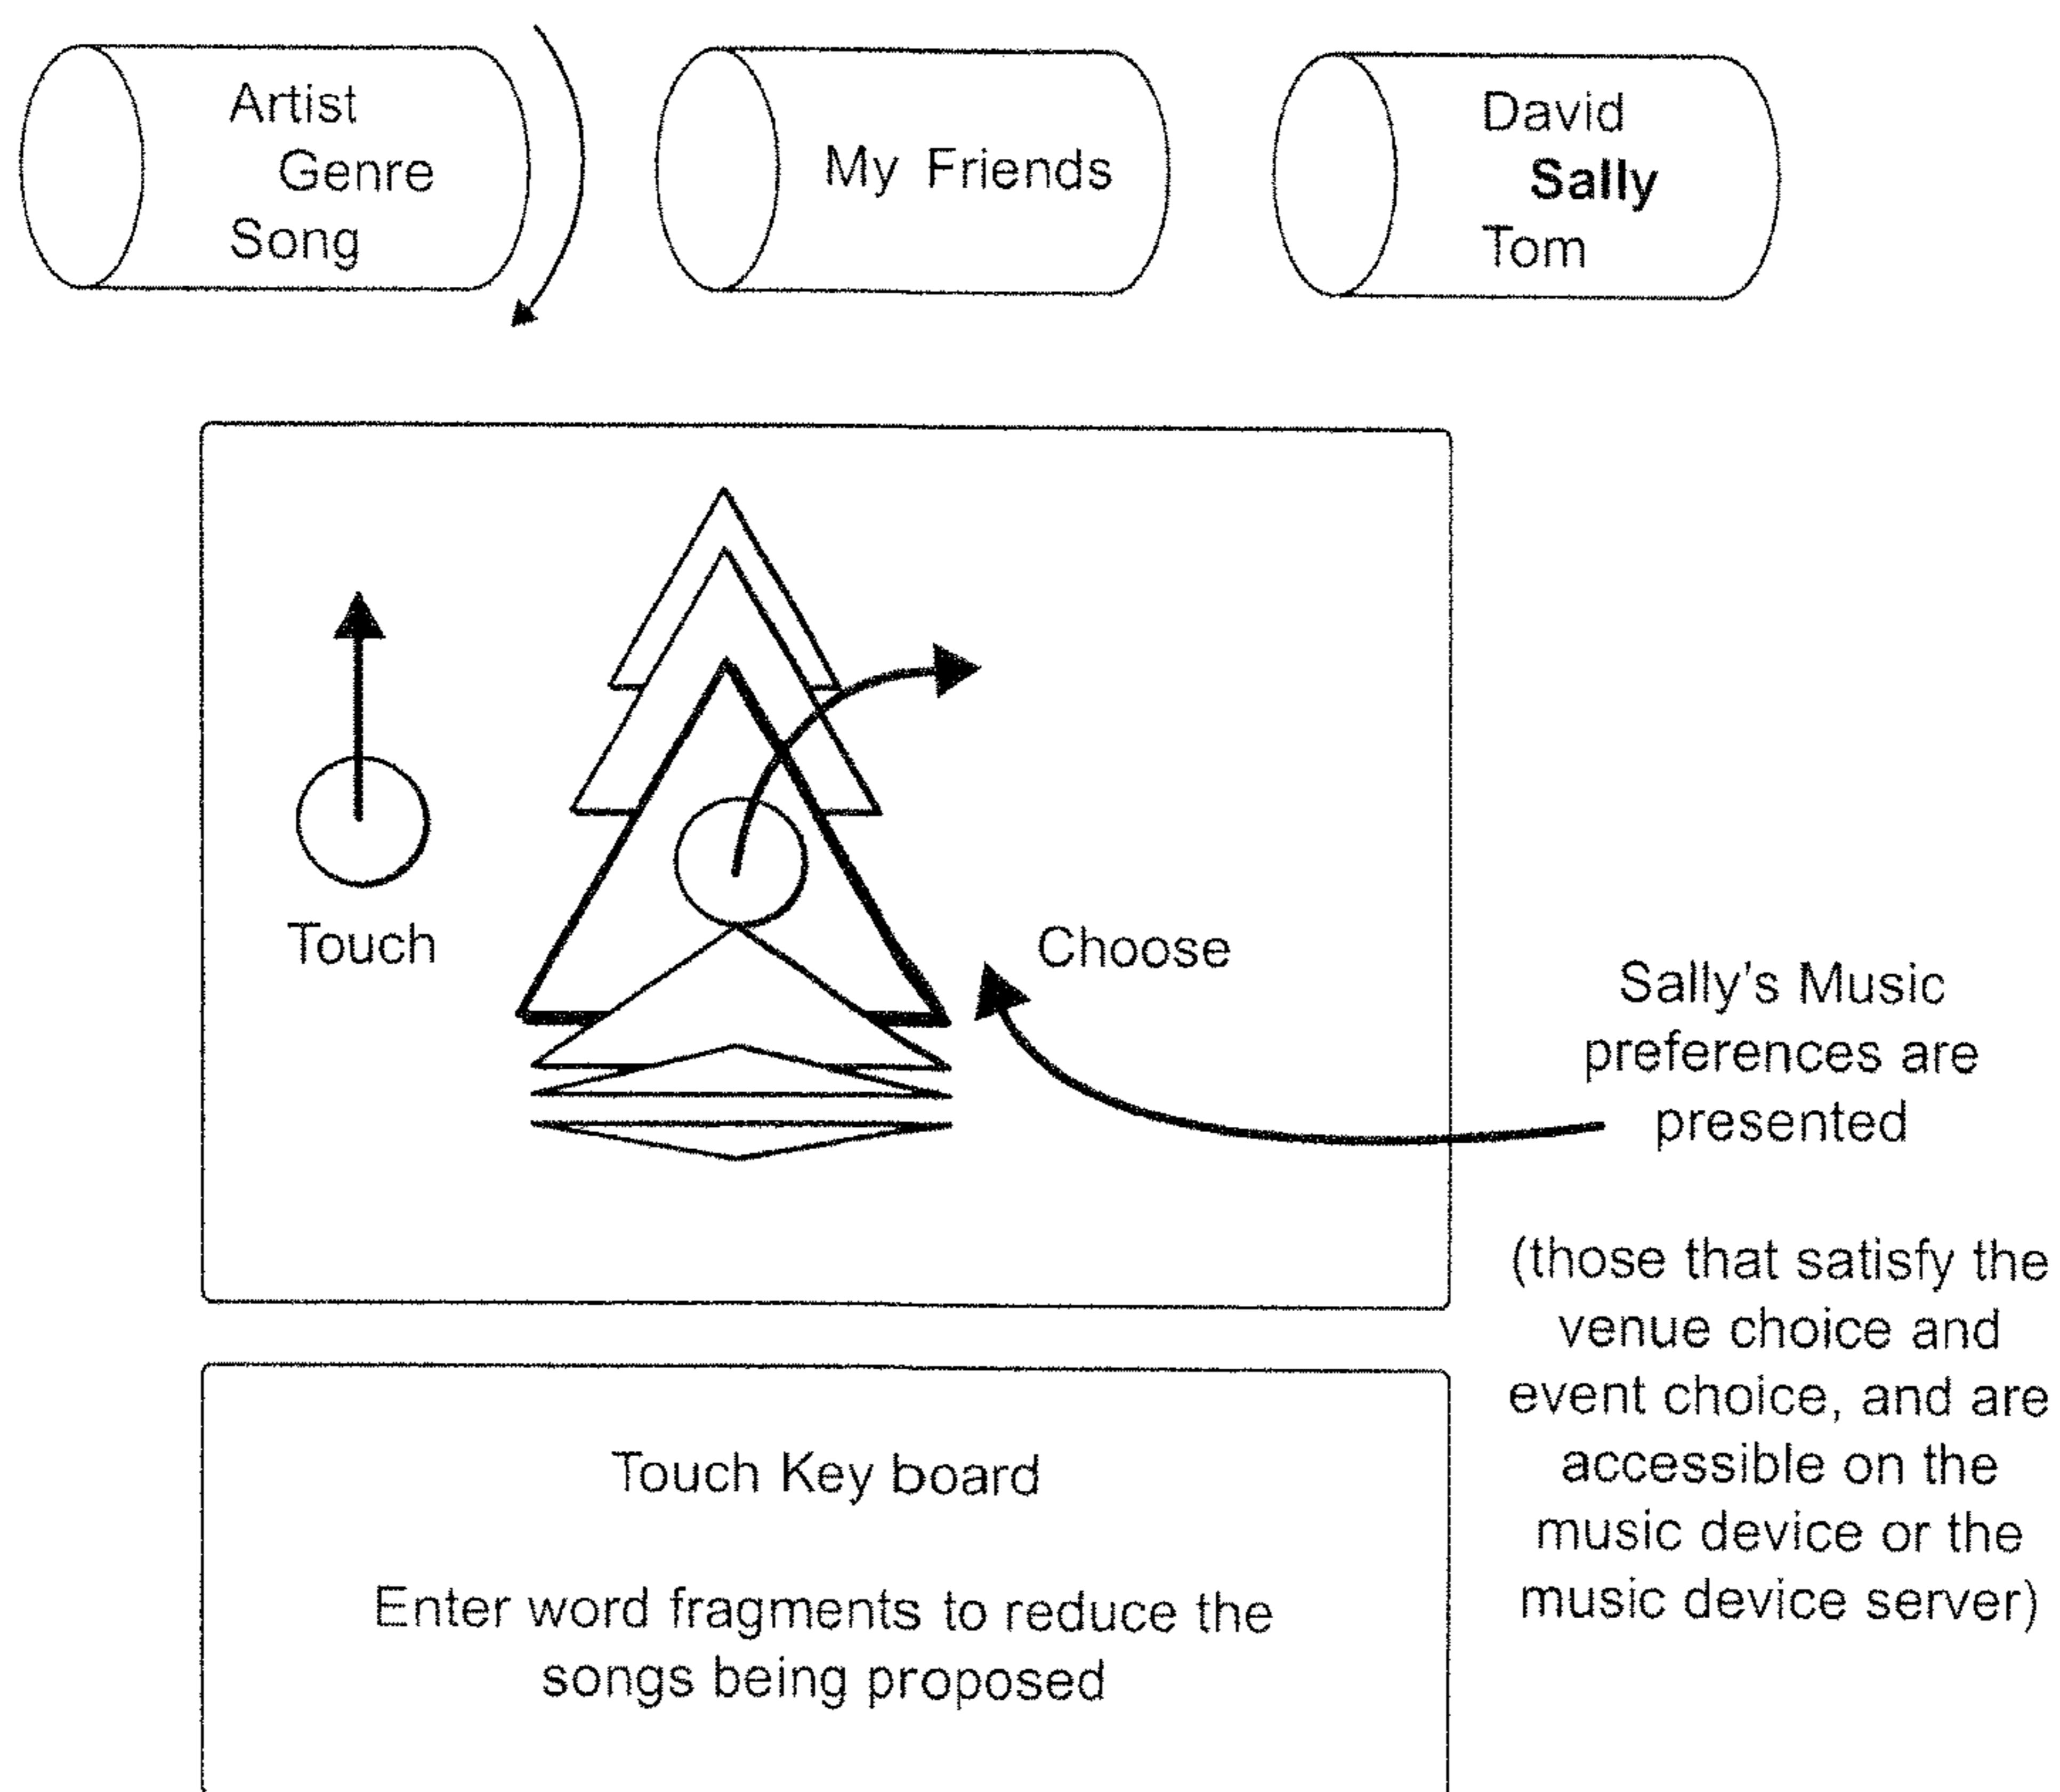 Artist
Genre
Song
My Friends
David
Sally
Tom
Touch
Choose
Sally's Music
preferences are
presented
(those that satisfy the
venue choice and
event choice, and are
accessible on the
music device or the
music device server)
Touch Key board
Enter word fragments to reduce the
songs being proposed